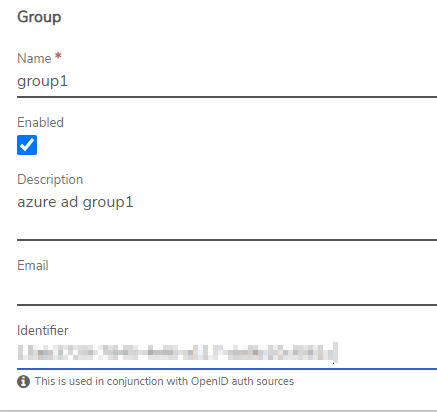 Group
Name *
group1
Enabled
Description
azure ad group1
Email
Identifier
This is used in conjunction with OpenID auth sources